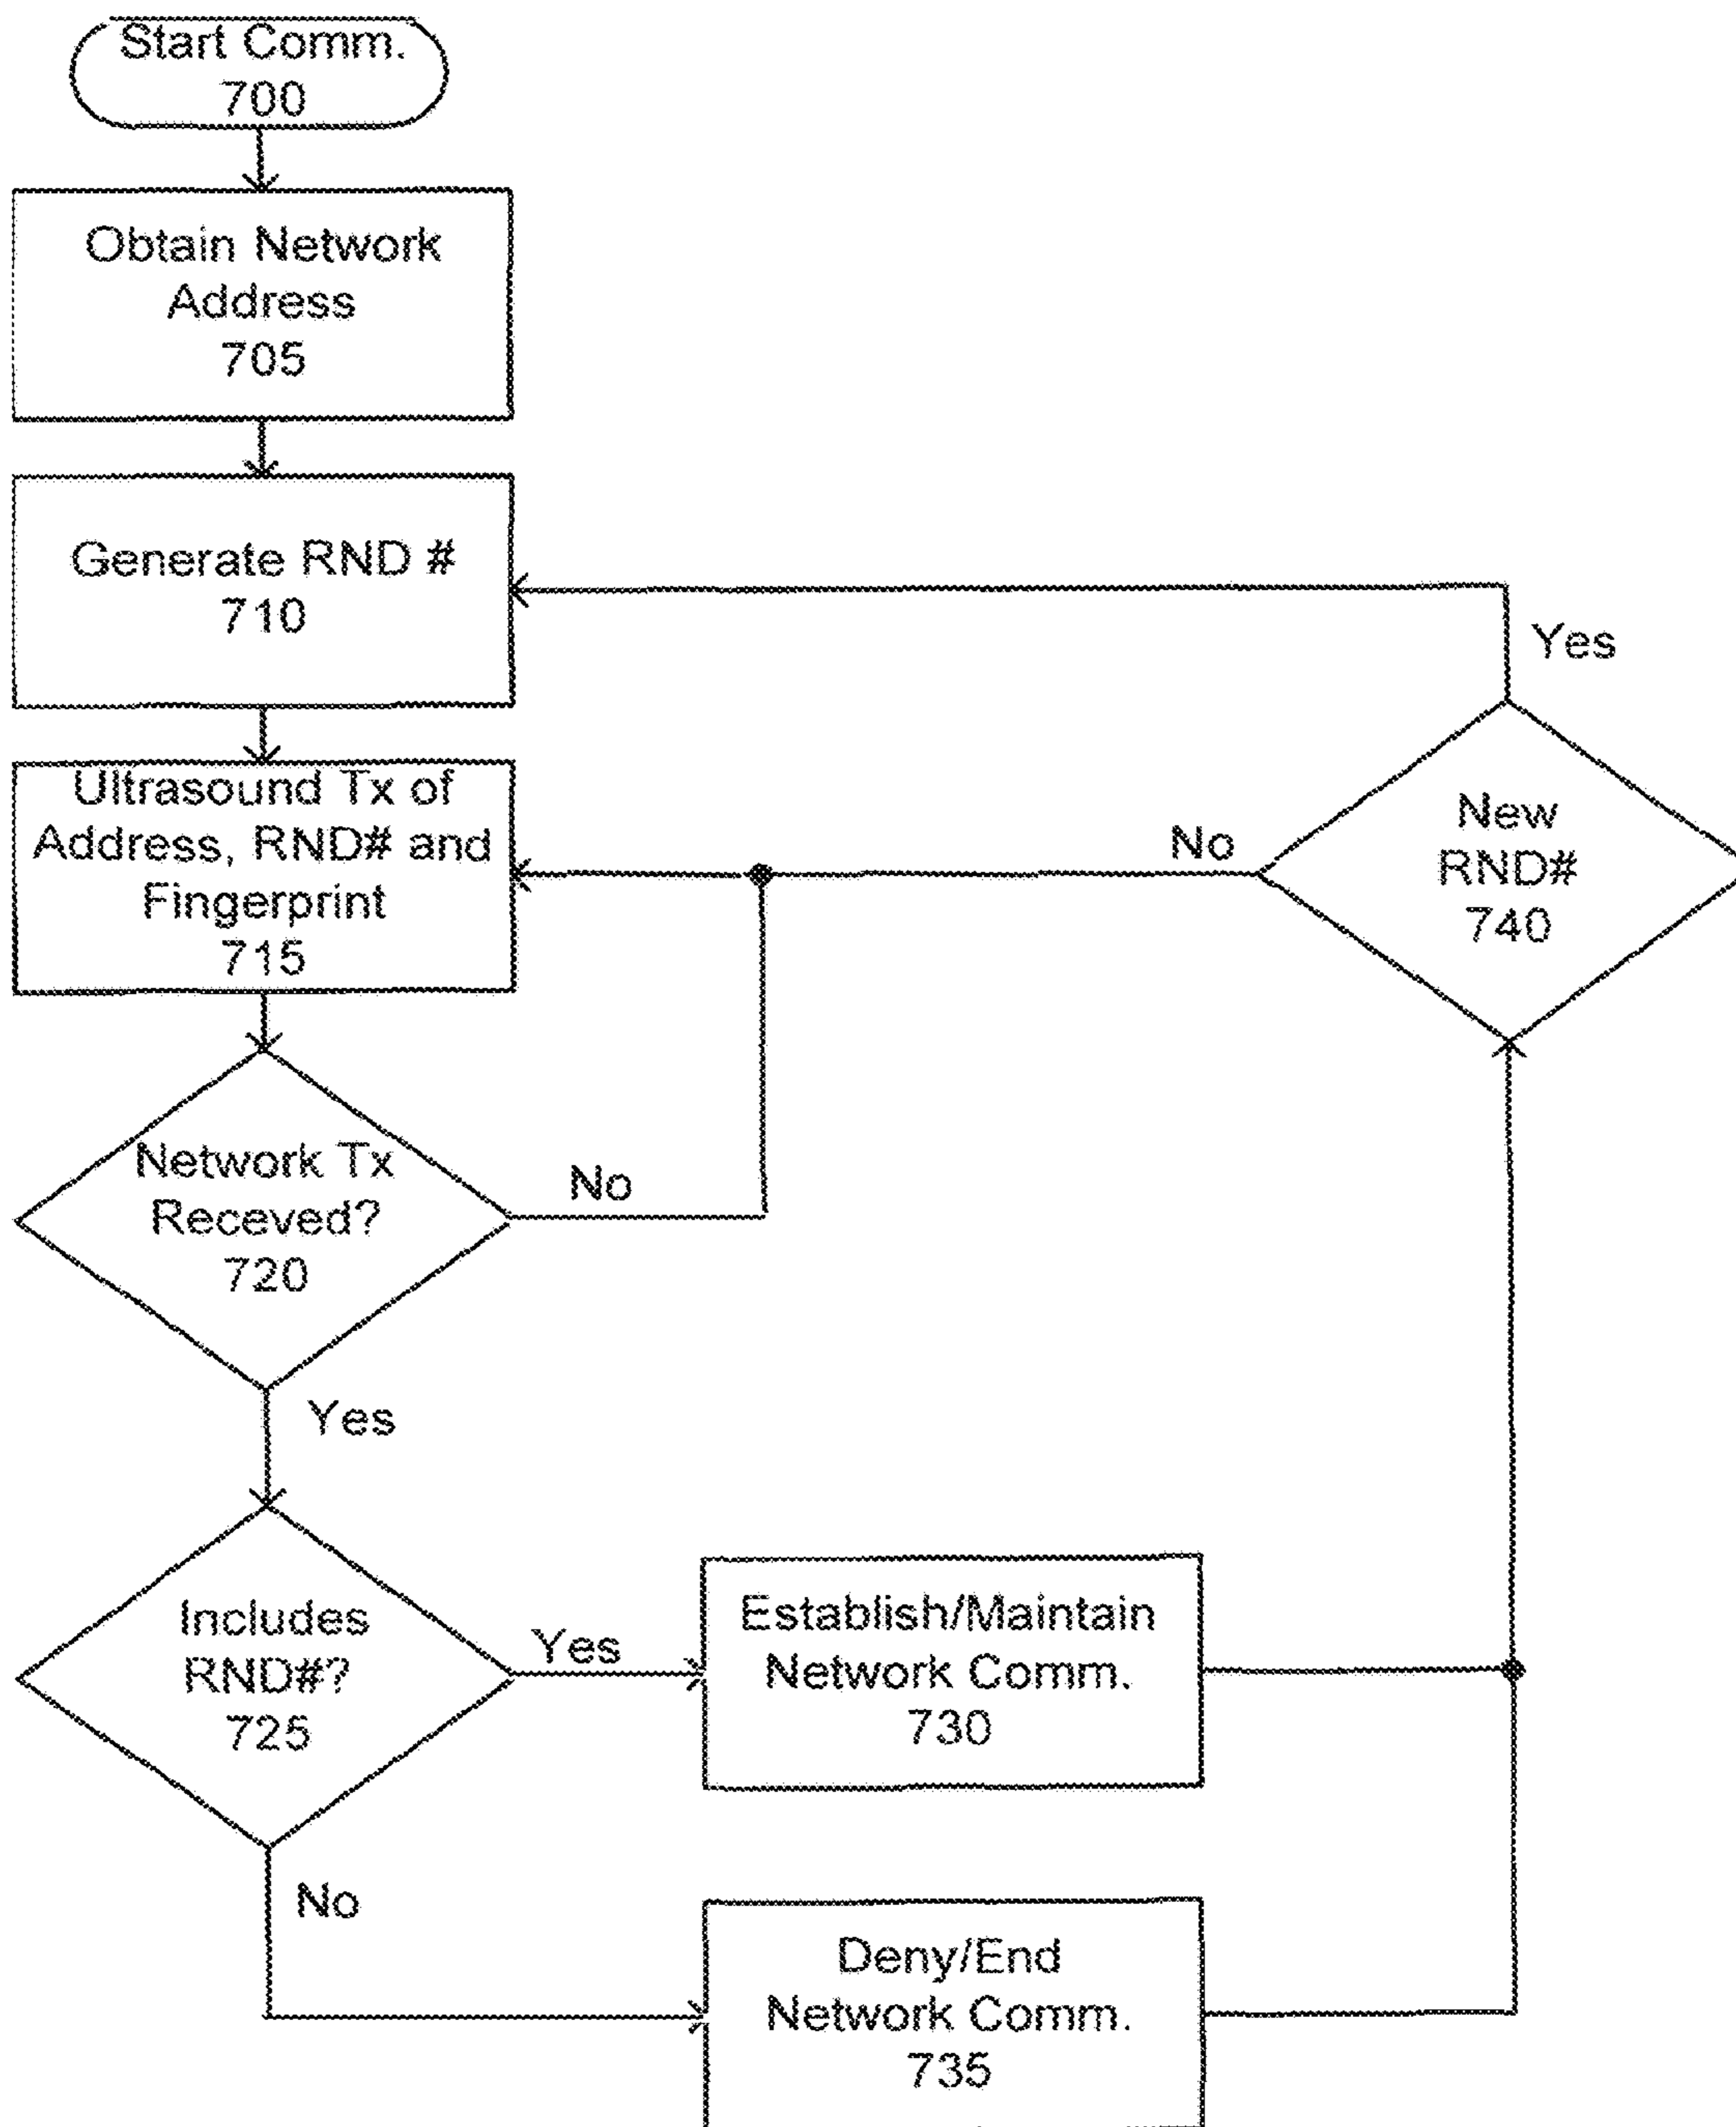 Start Comm.
700
Obtain Network
Address
705
Generate RND #
710
Yes
Ultrasound Tx of
Address, RND# and
Fingerprint
715
No
New
RND#
740
Network Tx
Receved?
720
No
Yes
Includes
RND#?
725
Yes
Establish/Maintain
Network Comm.
730
No
Deny/End
Network Comm.
735